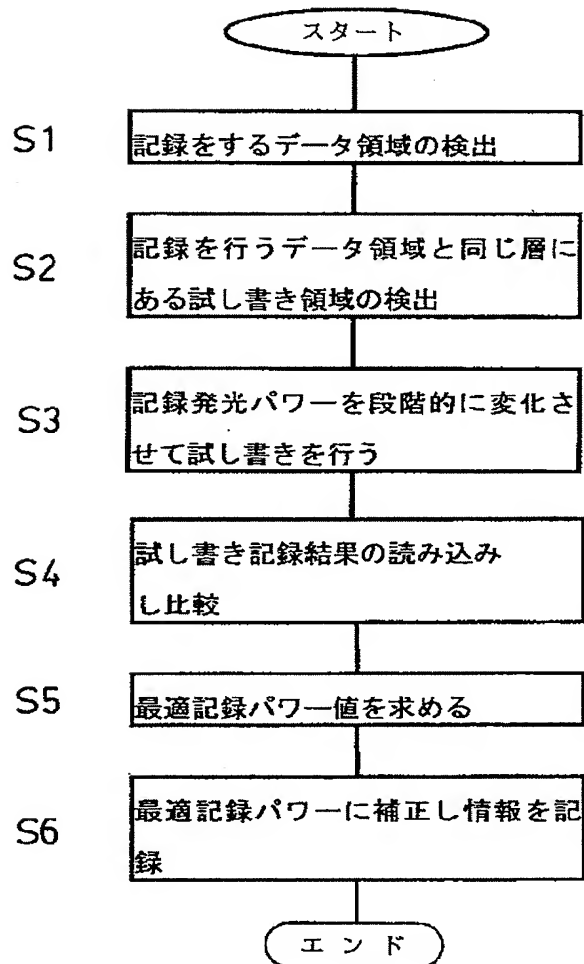 スタート
S1
記録をするデータ領域の検出
S2
記録を行うデータ領域と同じ層に
ある試し書き領域の検出
S3
記録発光パワーを段階的に変化さ
せて試し書きを行う
S4
試し書き記録結果の読み込み
し比較
S5
最適記録パワー値を求める
S6
最適記録パワーに補正し情報を記
録
エンド